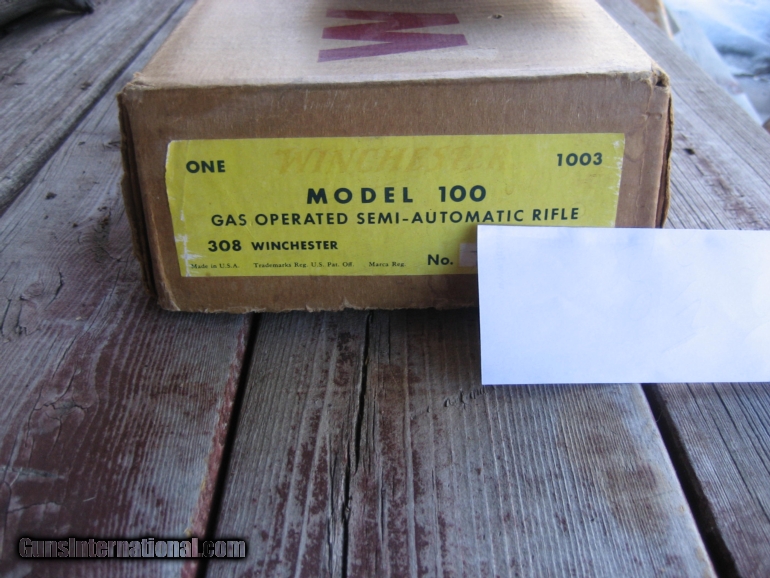 W
ONE WINCHESTER 1003
MODEL 100
GAS OPERATED SEMI-AUTOMATIC RIFLE
308 WINCHESTER
Made in U.S.A. Trademarks Reg. U.S. Pat. Off. Marca Reg. No.
GunsInternational.com